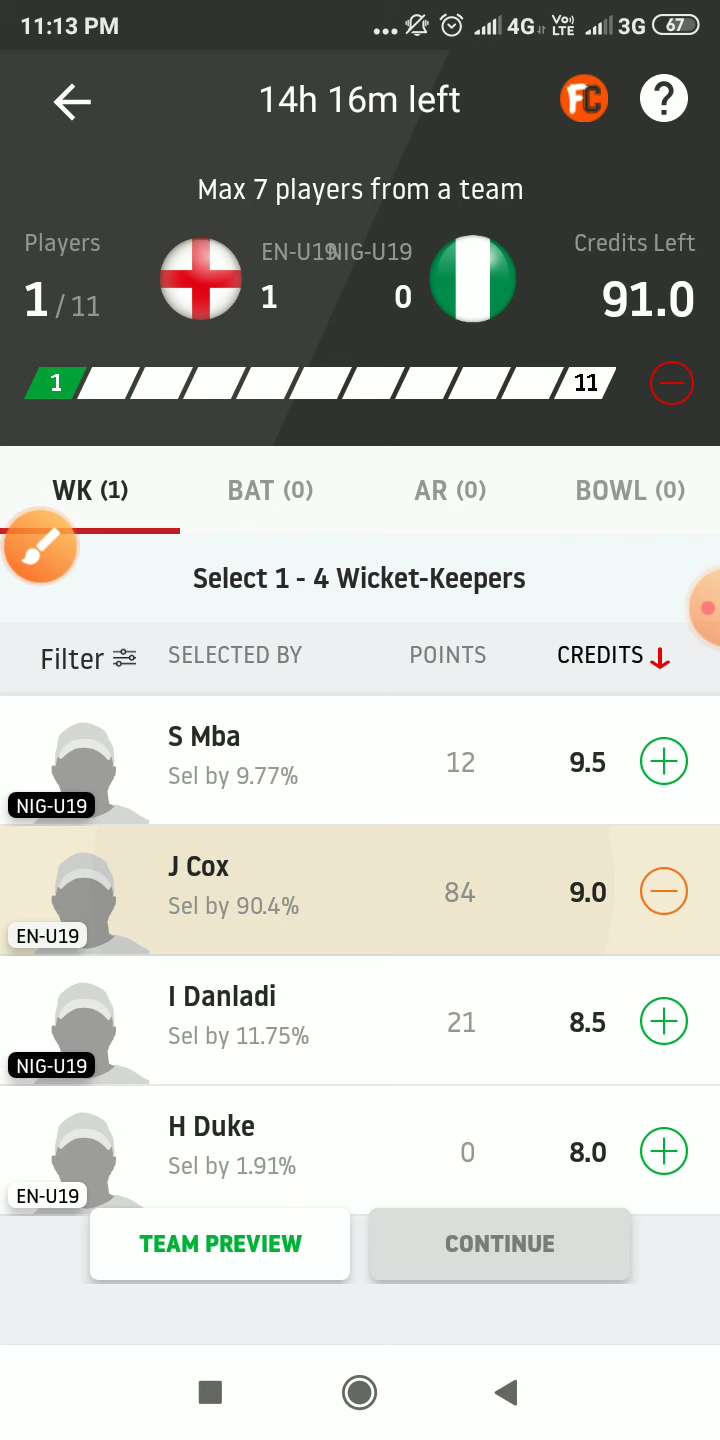 11:13 PM
4G
Vo))
LTE
3G
67
14h 16m left
FC
?
Max 7 players from a team
Players
EN-U19
NIG-U19
Credits Left
1 / 11
1
0
91.0
1
11
WK (1)
BAT (0)
AR (0)
BOWL (0)
Select 1 - 4 Wicket-Keepers
Filter
SELECTED BY
POINTS
CREDITS
S Mba
Sel by 9.77%
12
9.5
NIG-U19
J Cox
Sel by 90.4%
84
9.0
EN-U19
I Danladi
Sel by 11.75%
21
8.5
NIG-U19
H Duke
Sel by 1.91%
0
8.0
EN-U19
TEAM PREVIEW
CONTINUE